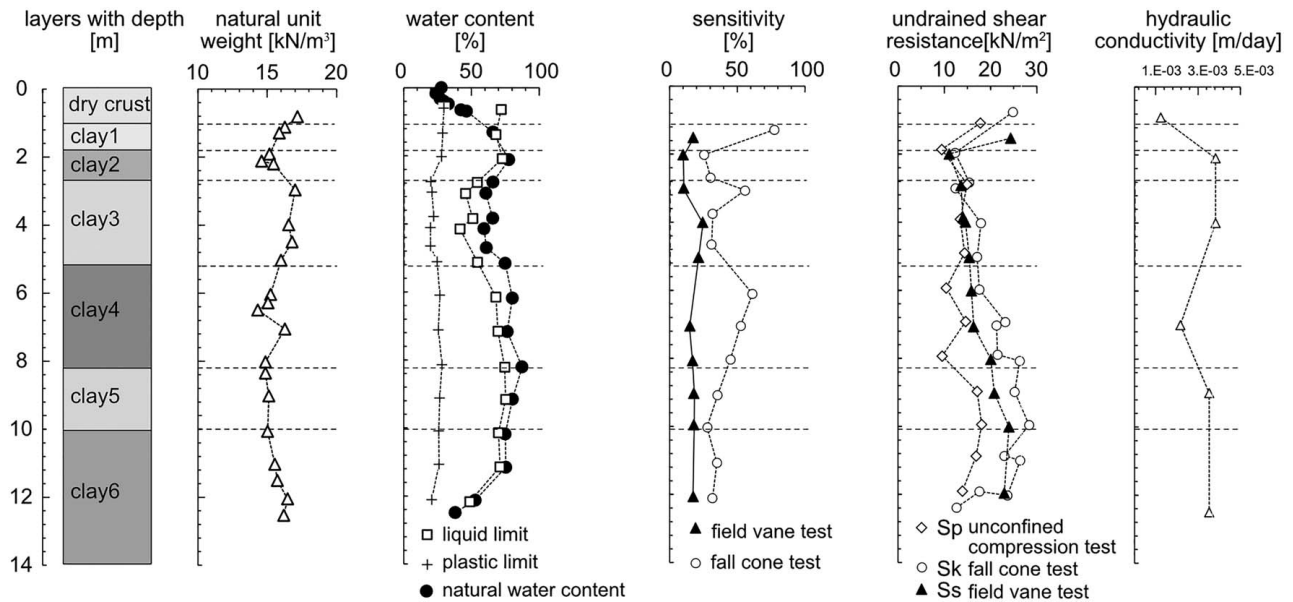 layers with depth
[m]
natural unit
weight [kN/m³]
water content
[%]
sensitivity
[%]
undrained shear
resistance[kN/m²]
hydraulic
conductivity [m/day]
10 15 20
0 50 100
0 50 100
0 10 20 30
1.E-03 3.E-03 5.E-03
0
2
4
6
8
10
12
14
dry crust
clay1
clay2
clay3
clay4
clay5
clay6
liquid limit
plastic limit
natural water content
field vane test
fall cone test
Sp unconfined
compression test
Sk fall cone test
Ss field vane test